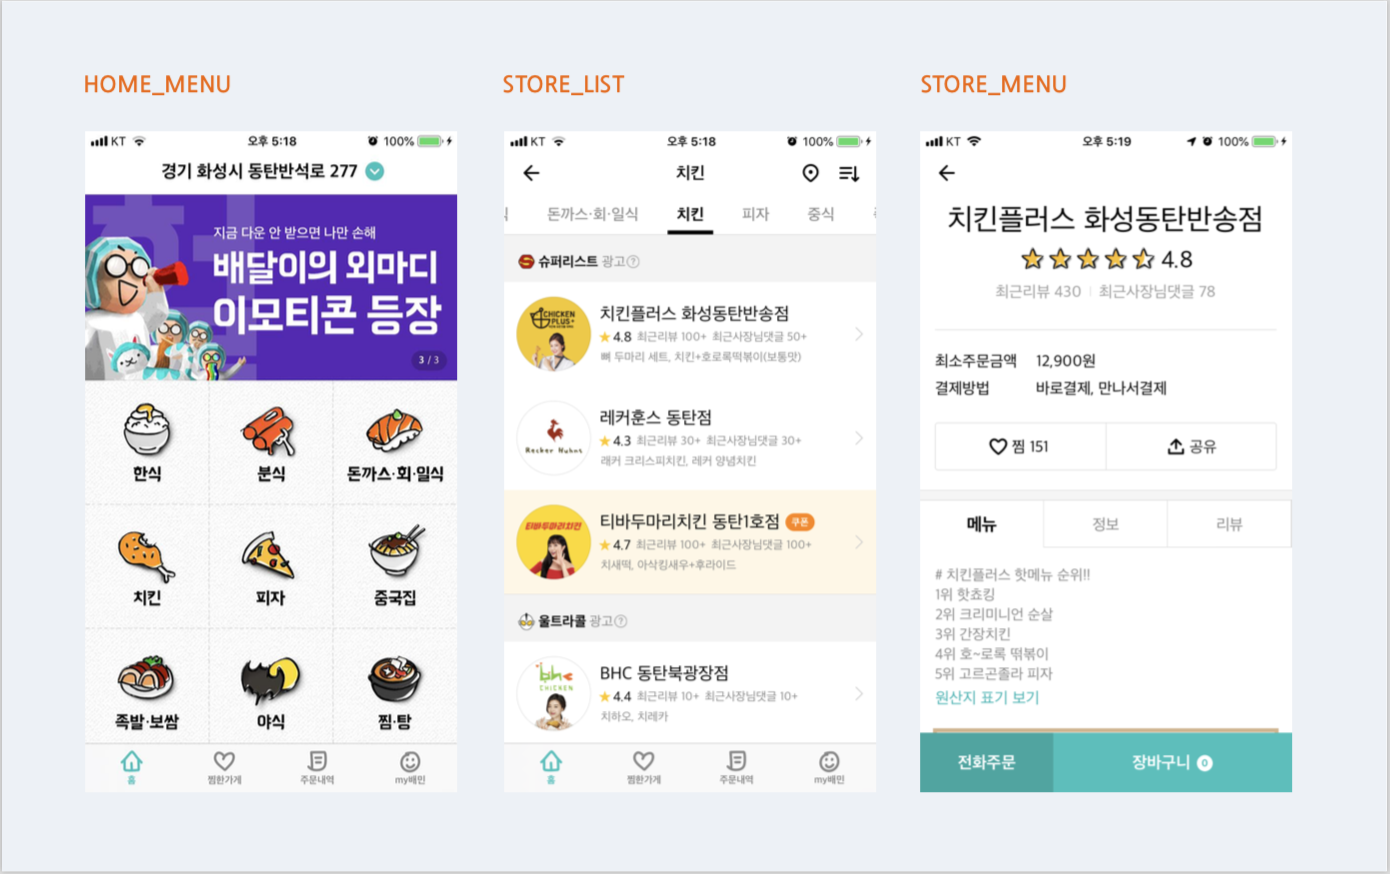 HOME_MENU
KT 오후 5:18 100%
경기 화성시 동탄반석로 277
지금 다운 안 받으면 나만 손해
배달이의 외마디
이모티콘 등장
3 / 3
한식 분식 돈까스·회·일식
치킨 피자 중국집
족발·보쌈 야식 찜·탕
홈 찜한가게 주문내역 my배민
STORE_LIST
KT 오후 5:18 100%
치킨
돈까스·회·일식 치킨 피자 중식
슈퍼리스트 광고?
CHICKEN
PLUS+
치킨플러스 화성동탄반송점
4.8 최근리뷰 100+ 최근사장님댓글 50+
뼈 두마리 세트, 치킨+호로록떡볶이(보통맛)
Recker Huhns
레커훈스 동탄점
4.3 최근리뷰 30+ 최근사장님댓글 30+
래커 크리스피치킨, 레커 양념치킨
티바두마리치킨
티바두마리치킨 동탄1호점 쿠폰
4.7 최근리뷰 100+ 최근사장님댓글 100+
치새떡, 아삭킹새우+후라이드
울트라콜 광고?
bhc
CHICKEN
BHC 동탄북광장점
4.4 최근리뷰 10+ 최근사장님댓글 10+
치하오, 치레카
홈 찜한가게 주문내역 my배민
STORE_MENU
KT 오후 5:19 100%
치킨플러스 화성동탄반송점
4.8
최근리뷰 430 최근사장님댓글 78
최소주문금액 12,900원
결제방법 바로결제, 만나서결제
찜 151 공유
메뉴 정보 리뷰
# 치킨플러스 핫메뉴 순위!!
1위 핫쵸킹
2위 크리미니언 순살
3위 간장치킨
4위 호~로록 떡볶이
5위 고르곤졸라 피자
원산지 표기 보기
전화주문 장바구니 0